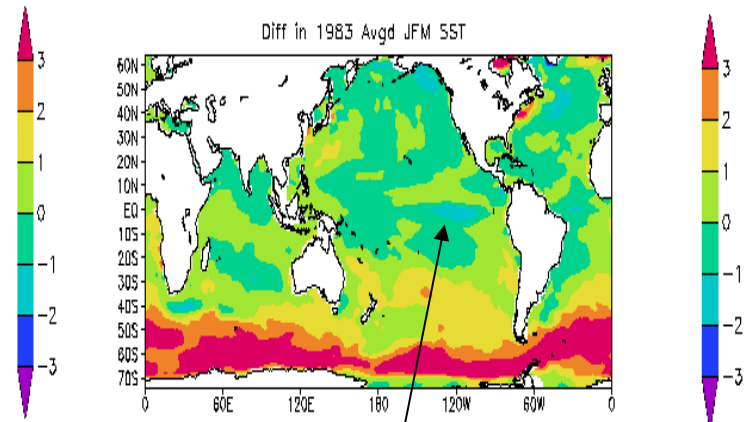 Diff in 1983 Avgd JFM SST
3
2
1
0
−1
−2
−3
60N
50N
40N
30N
20N
10N
EQ
10S
20S
30S
40S
50S
60S
70S
0 60E 120E 180 120W 60W 0
3
2
1
0
−1
−2
−3